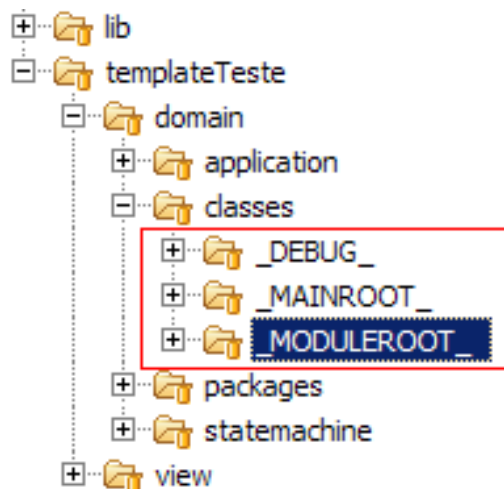 lib
templateTeste
domain
application
classes
_DEBUG_
_MAINROOT_
_MODULEROOT_
packages
statemachine
view